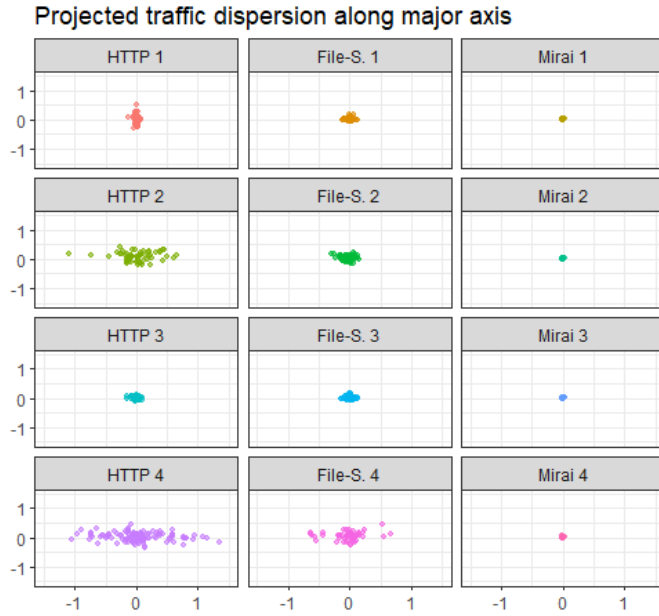 Projected traffic dispersion along major axis
HTTP 1 File-S. 1 Mirai 1
1
0
-1
HTTP 2 File-S. 2 Mirai 2
1
0
-1
HTTP 3 File-S. 3 Mirai 3
1
0
-1
HTTP 4 File-S. 4 Mirai 4
1
0
-1
-1 0 1 -1 0 1 -1 0 1